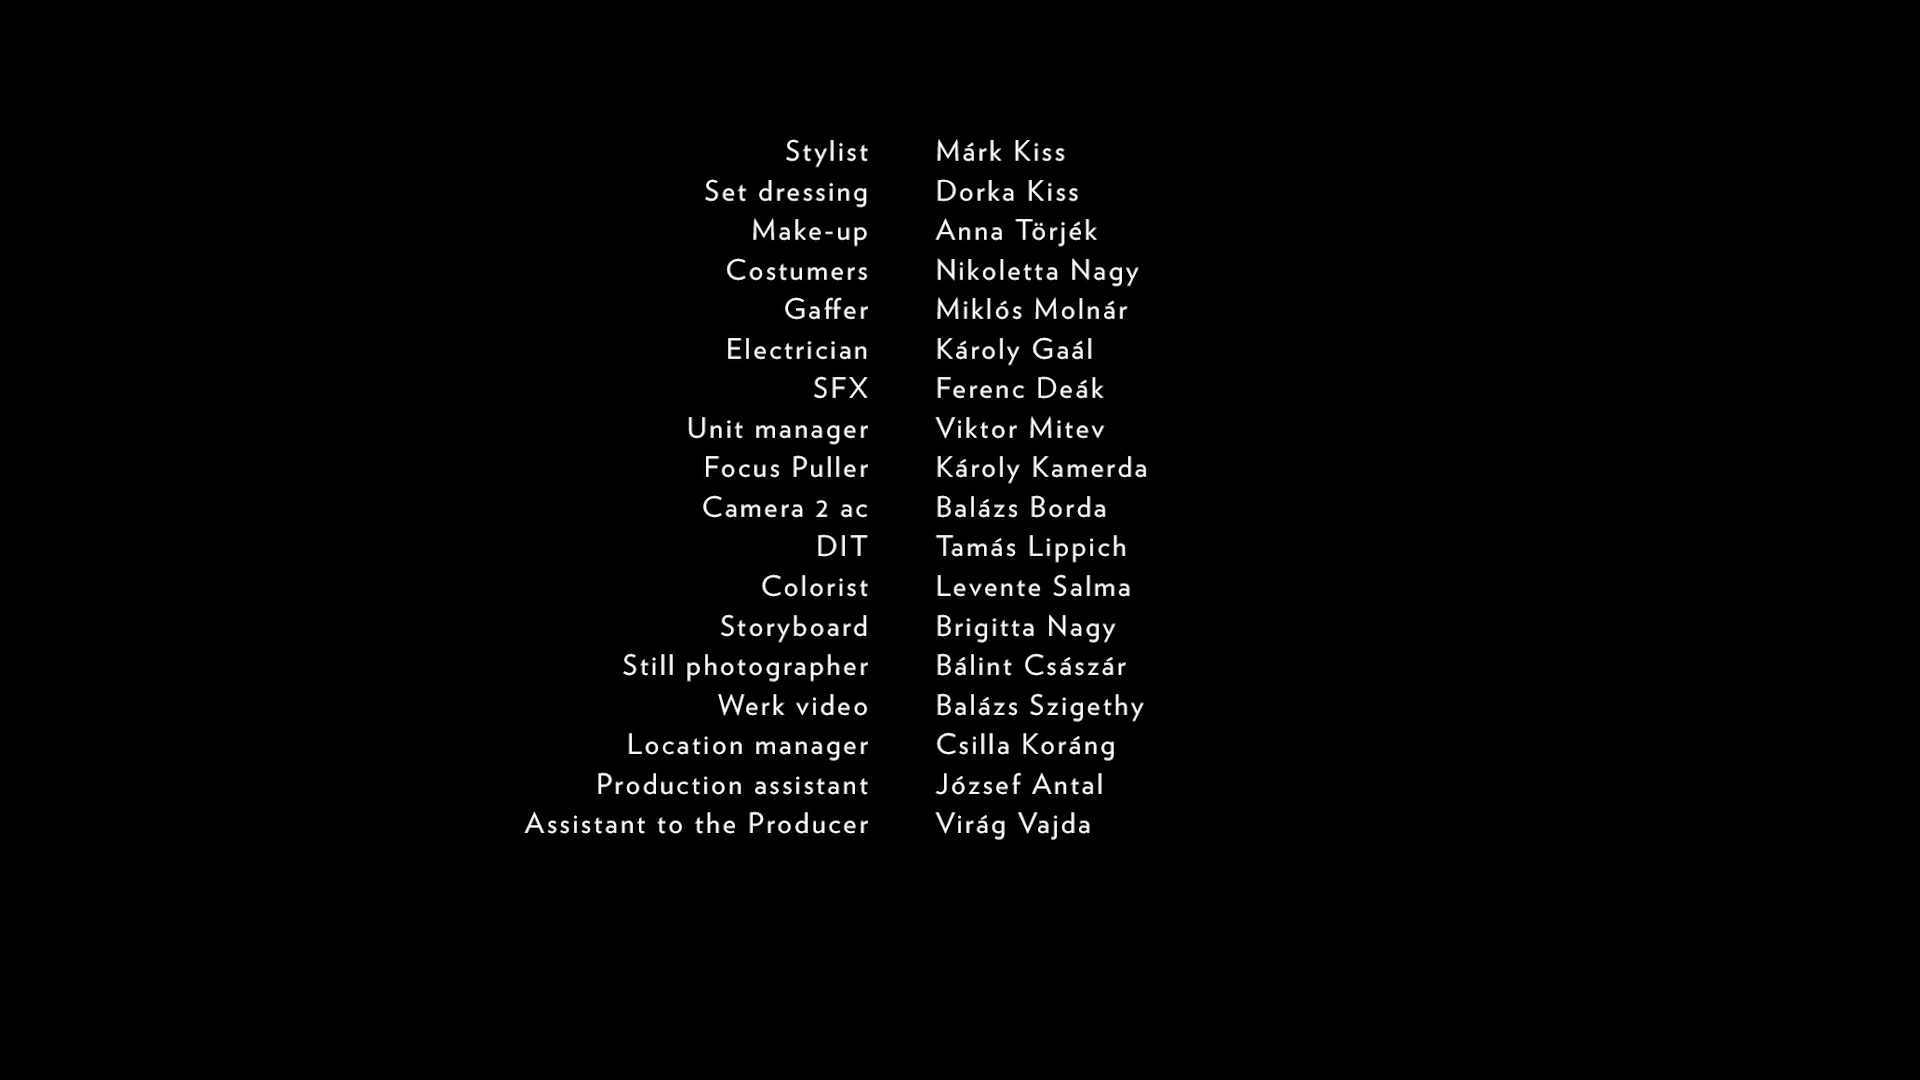 Stylist Márk Kiss
Set dressing Dorka Kiss
Make-up Anna Törjék
Costumers Nikoletta Nagy
Gaffer Miklós Molnár
Electrician Károly Gaál
SFX Ferenc Deák
Unit manager Viktor Mitev
Focus Puller Károly Kamerda
Camera 2 ac Balázs Borda
DIT Tamás Lippich
Colorist Levente Salma
Storyboard Brigitta Nagy
Still photographer Bálint Császár
Werk video Balázs Szigethy
Location manager Csilla Koráng
Production assistant József Antal
Assistant to the Producer Virág Vajda